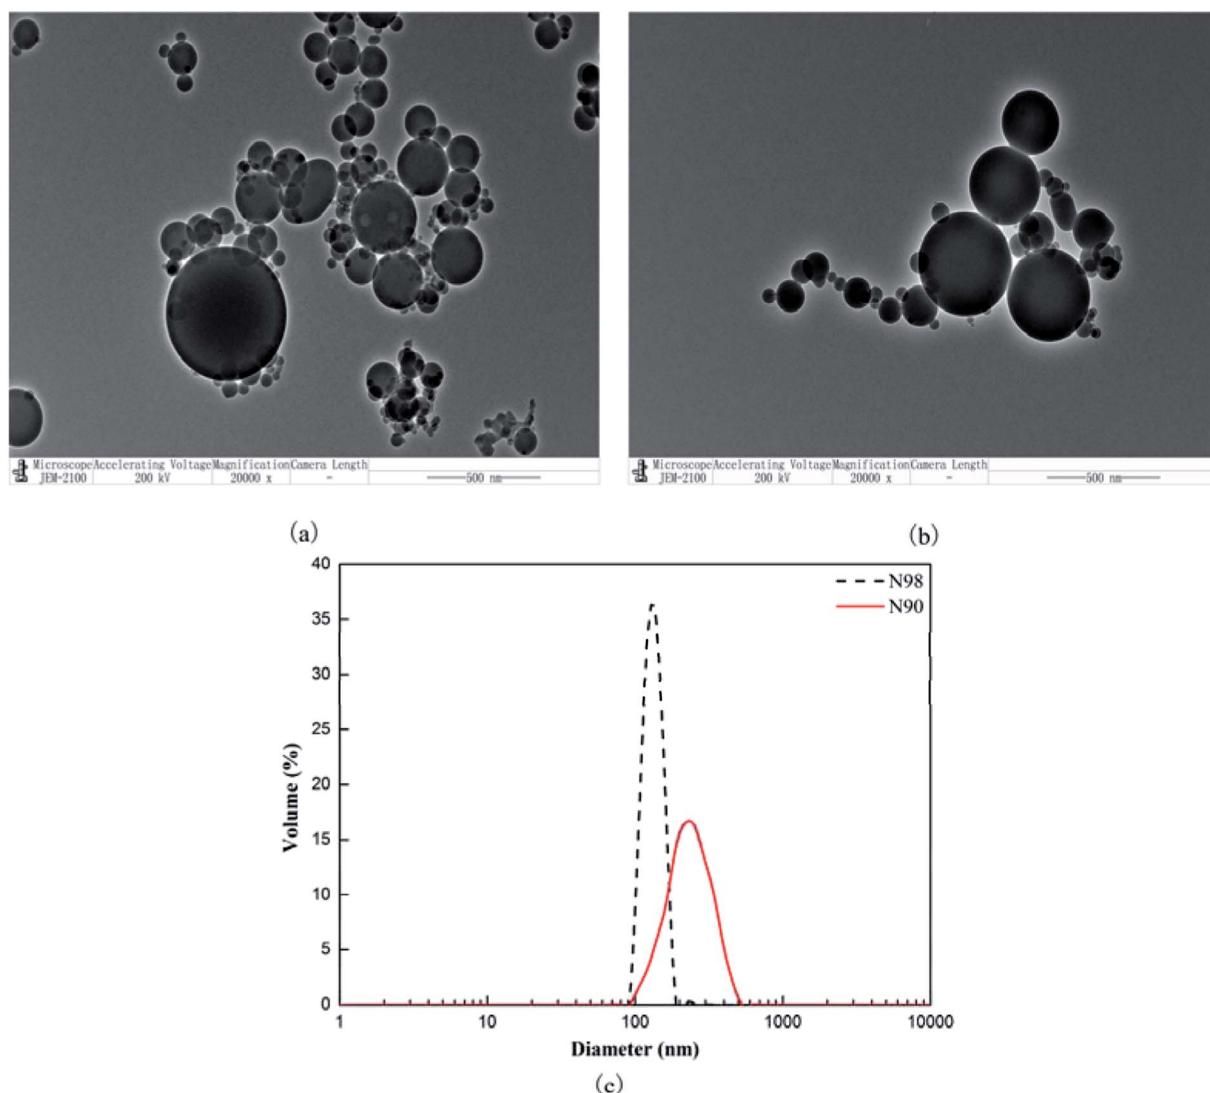 Microscope Accelerating Voltage Magnification Camera Length
JEM-2100 200 kV 20000 x - 500 nm
Microscope Accelerating Voltage Magnification Camera Length
JEM-2100 200 kV 20000 x - 500 nm
(a)
(b)
40
35
30
25
20
15
10
5
0
Volume (%)
N98
N90
1 10 100 1000 10000
Diameter (nm)
(c)